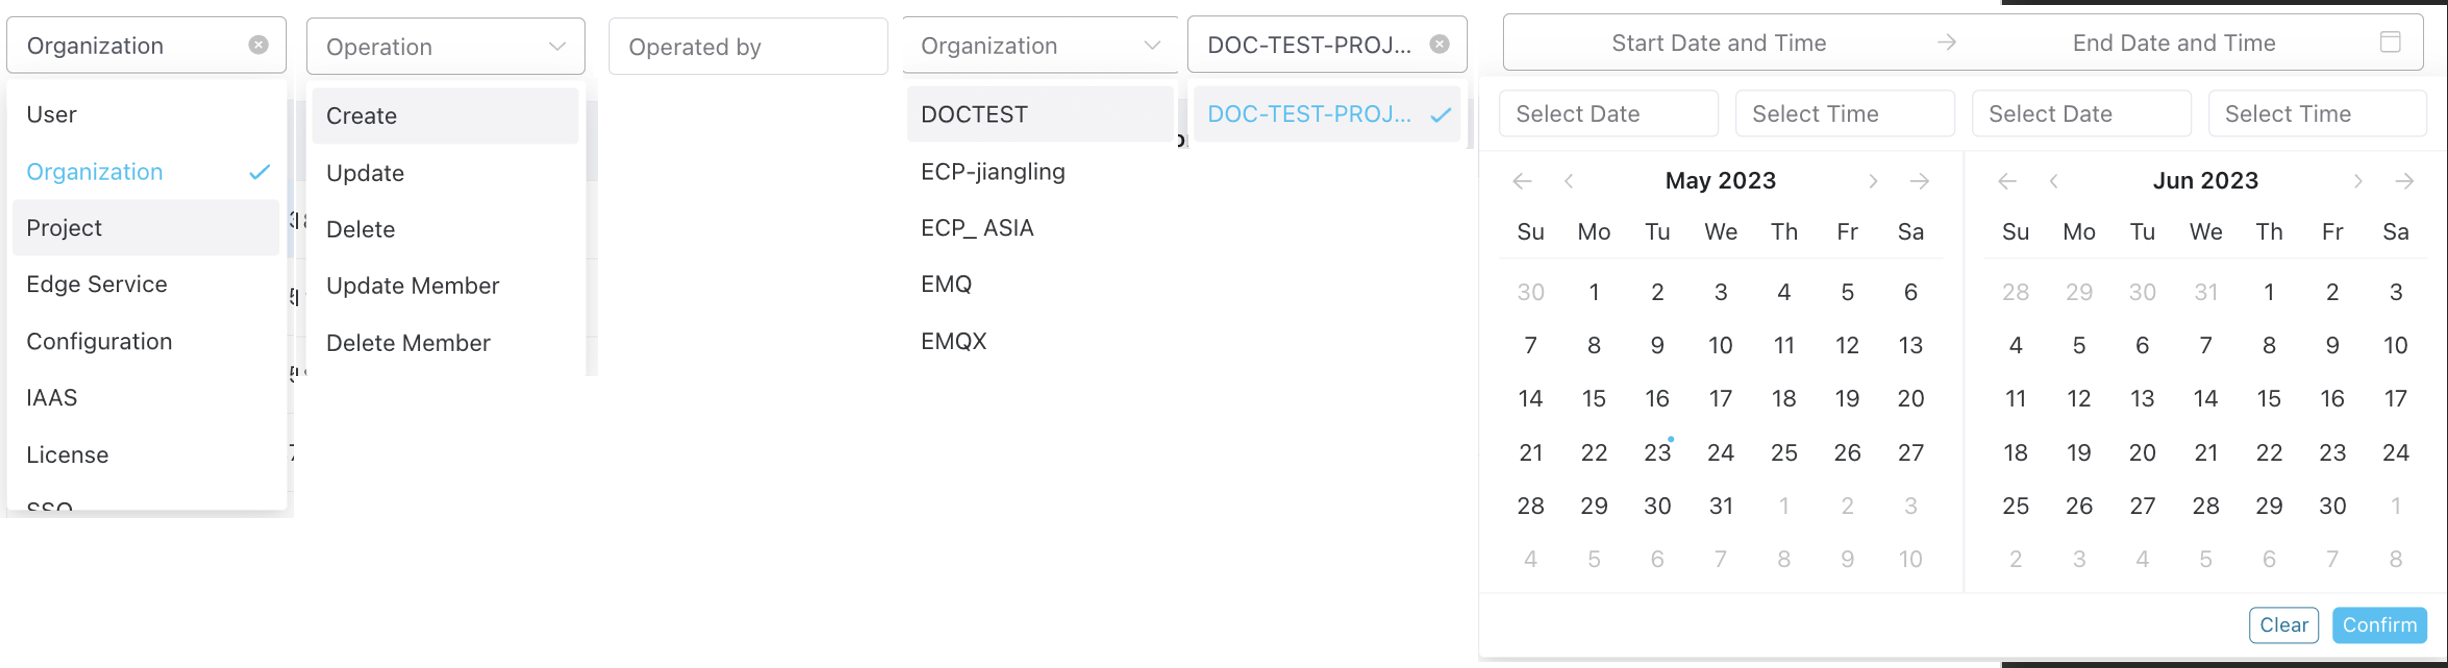 Organization
User
Organization
Project
Edge Service
Configuration
IAAS
License
SSO
Operation
Create
Update
Delete
Update Member
Delete Member
Operated by
Organization
DOCTEST
ECP-jiangling
ECP_ ASIA
EMQ
EMQX
DOC-TEST-PROJ...
DOC-TEST-PROJ...
Start Date and Time
End Date and Time
Select Date
Select Time
Select Date
Select Time
May 2023
Su Mo Tu We Th Fr Sa
30 1 2 3 4 5 6
7 8 9 10 11 12 13
14 15 16 17 18 19 20
21 22 23 24 25 26 27
28 29 30 31 1 2 3
4 5 6 7 8 9 10
Jun 2023
Su Mo Tu We Th Fr Sa
28 29 30 31 1 2 3
4 5 6 7 8 9 10
11 12 13 14 15 16 17
18 19 20 21 22 23 24
25 26 27 28 29 30 1
2 3 4 5 6 7 8
Clear
Confirm